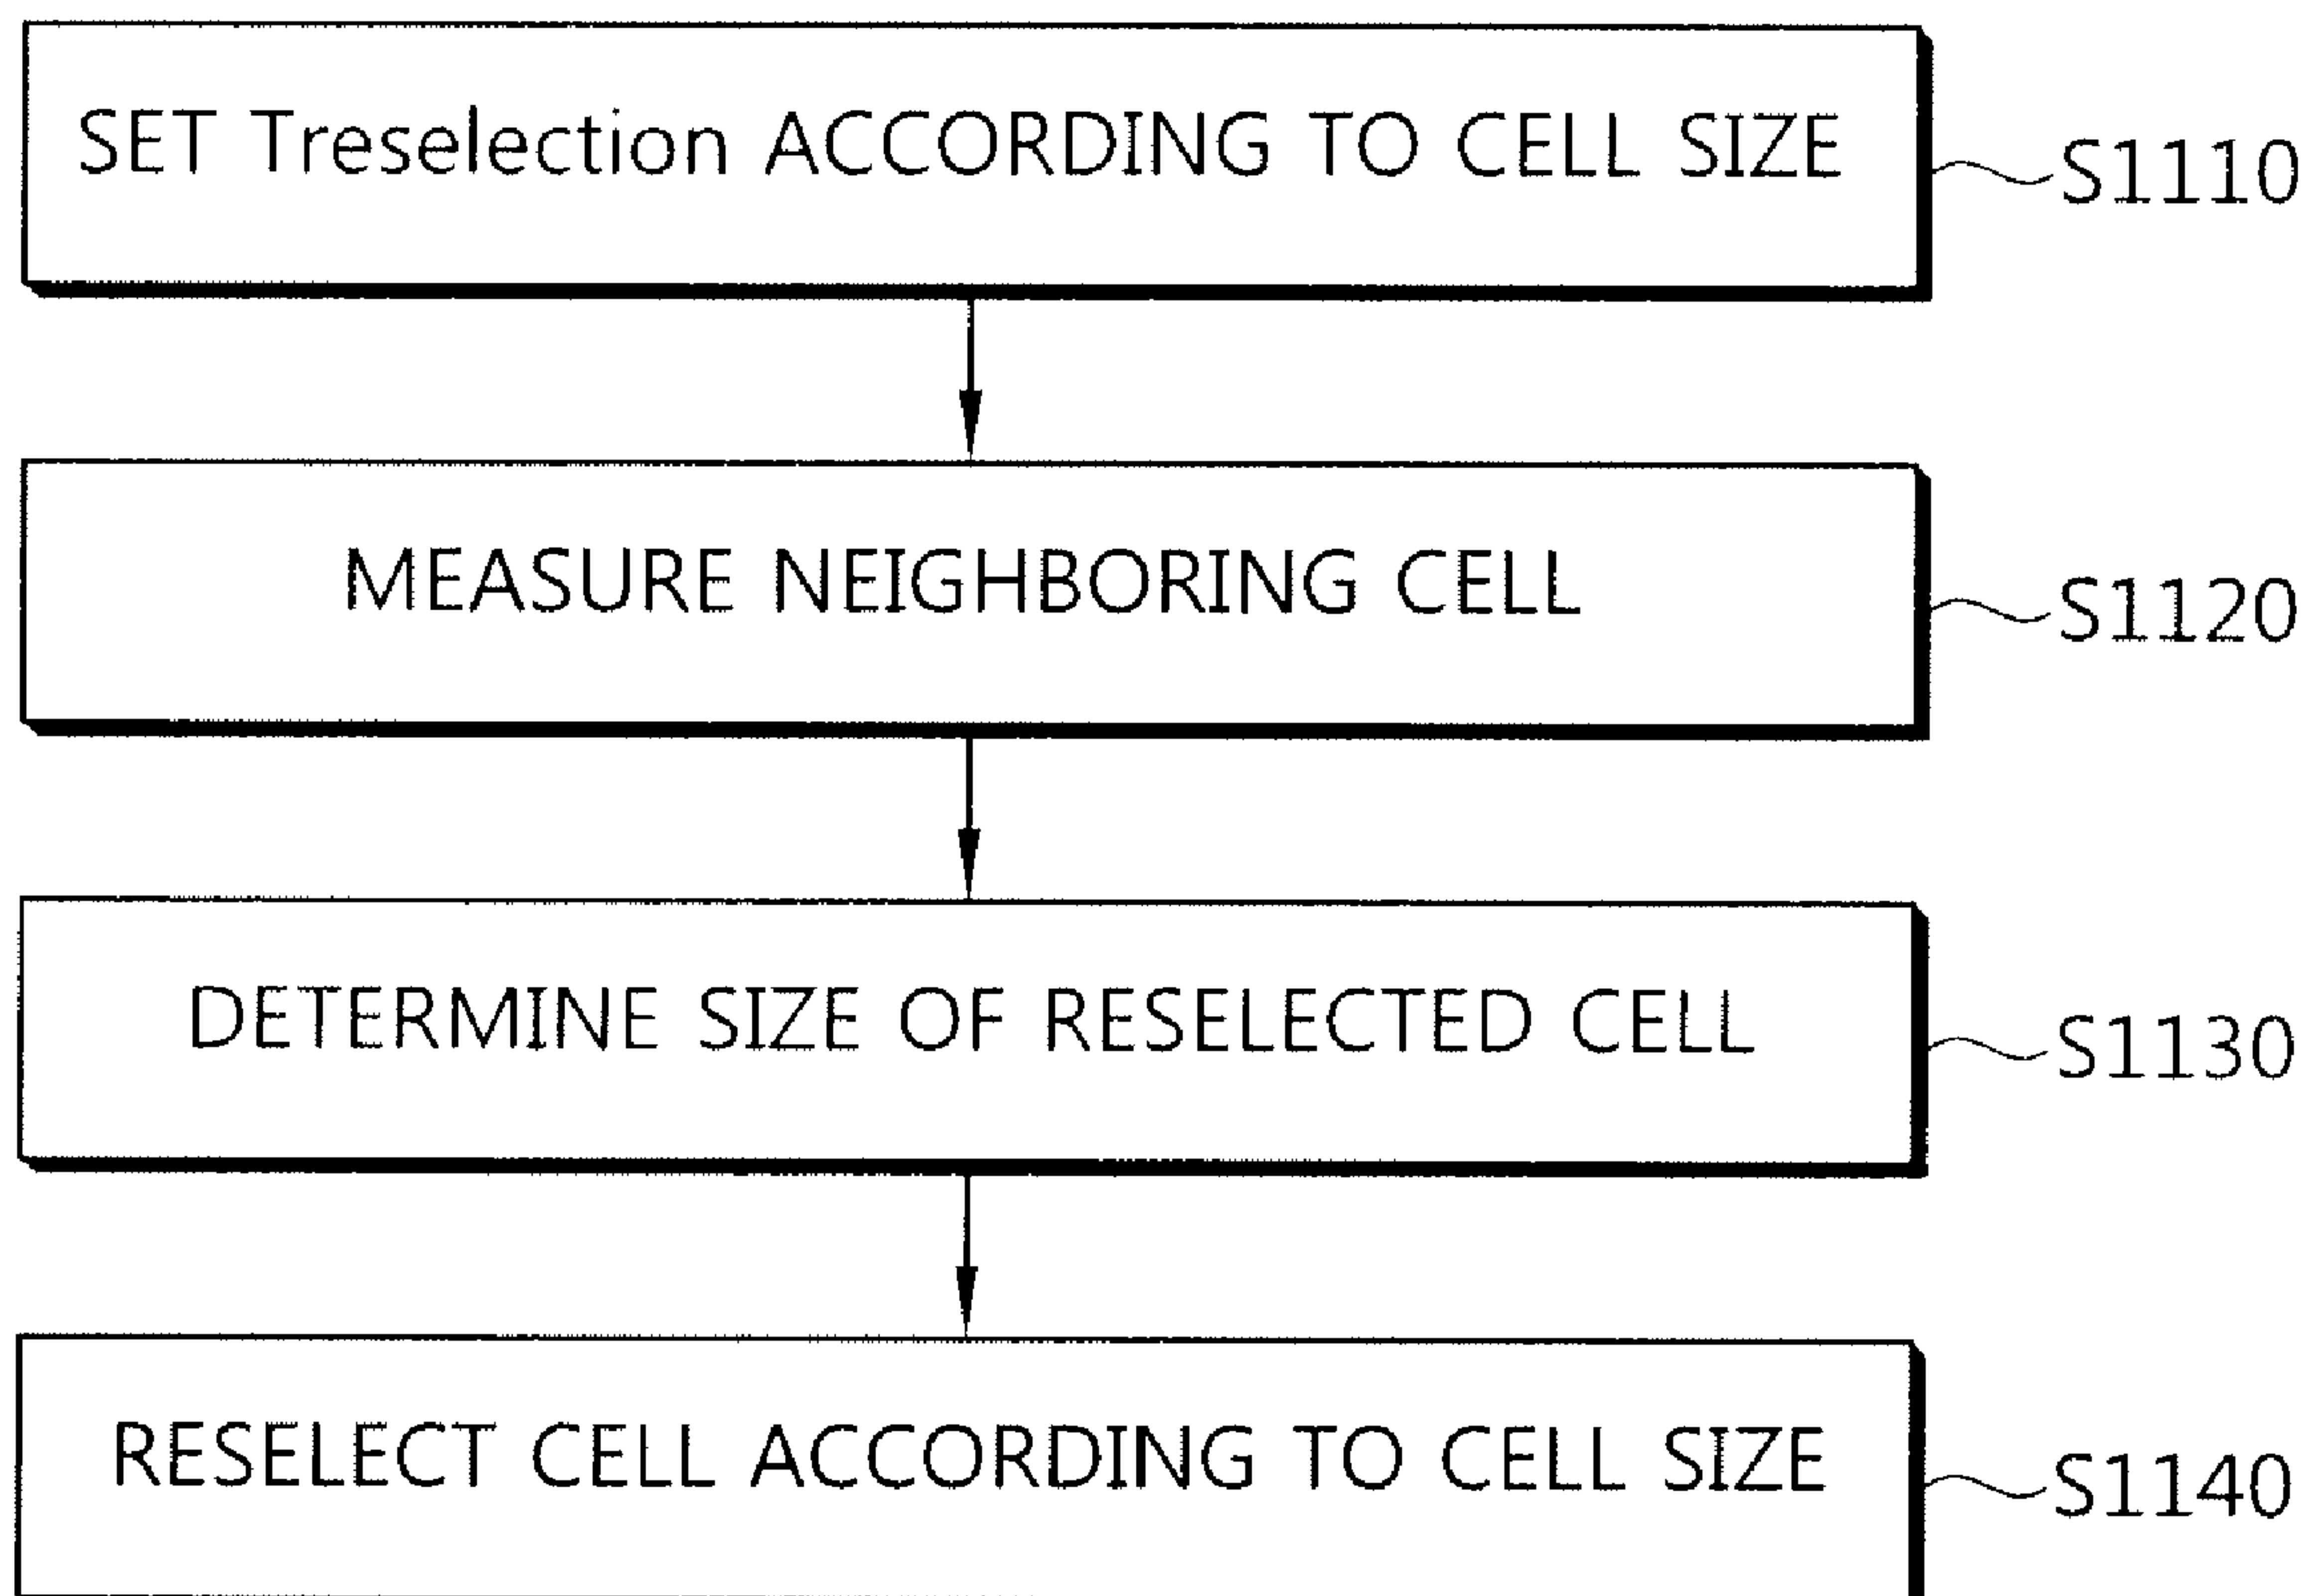 SET Treselection ACCORDING TO CELL SIZE
S1110
MEASURE NEIGHBORING CELL
S1120
DETERMINE SIZE OF RESELECTED CELL
S1130
RESELECT CELL ACCORDING TO CELL SIZE
S1140